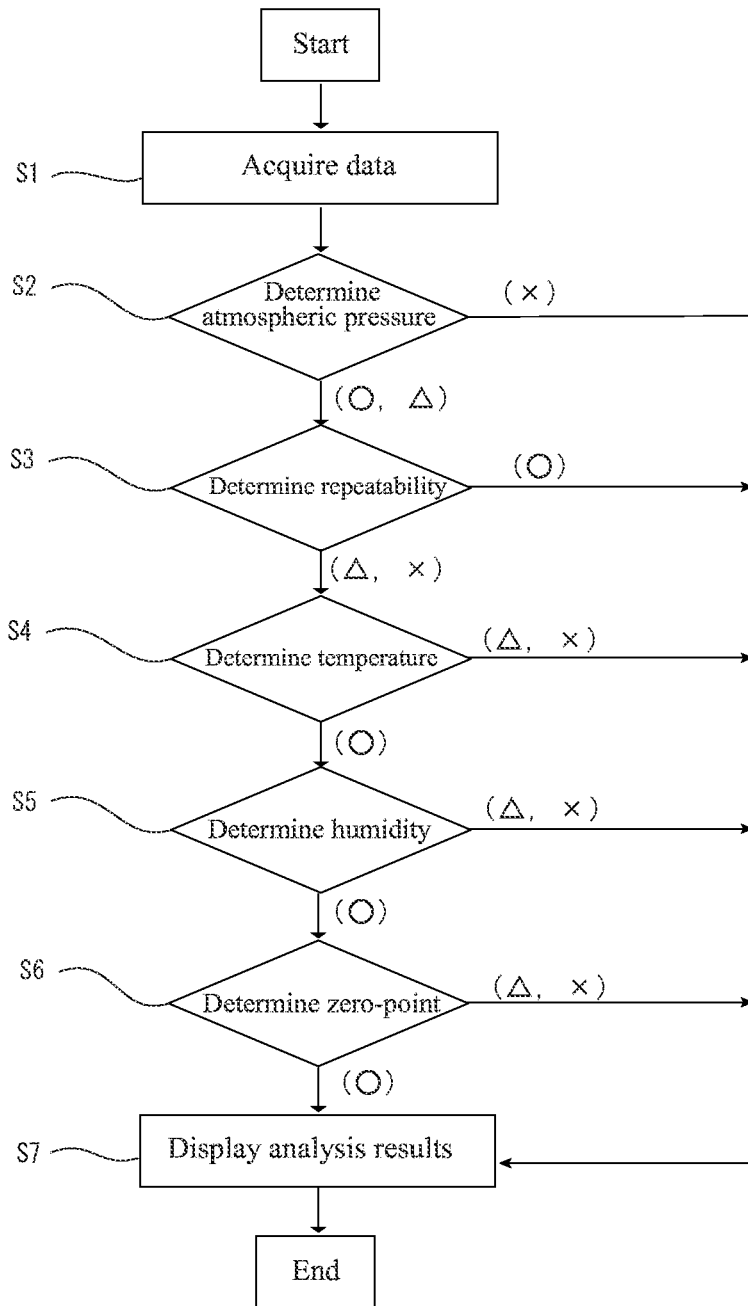 Start
S1
Acquire data
S2
Determine
atmospheric pressure
(×)
(○, △)
S3
Determine repeatability
(○)
(△, ×)
S4
Determine temperature
(△, ×)
(○)
S5
Determine humidity
(△, ×)
(○)
S6
Determine zero-point
(△, ×)
(○)
S7
Display analysis results
End